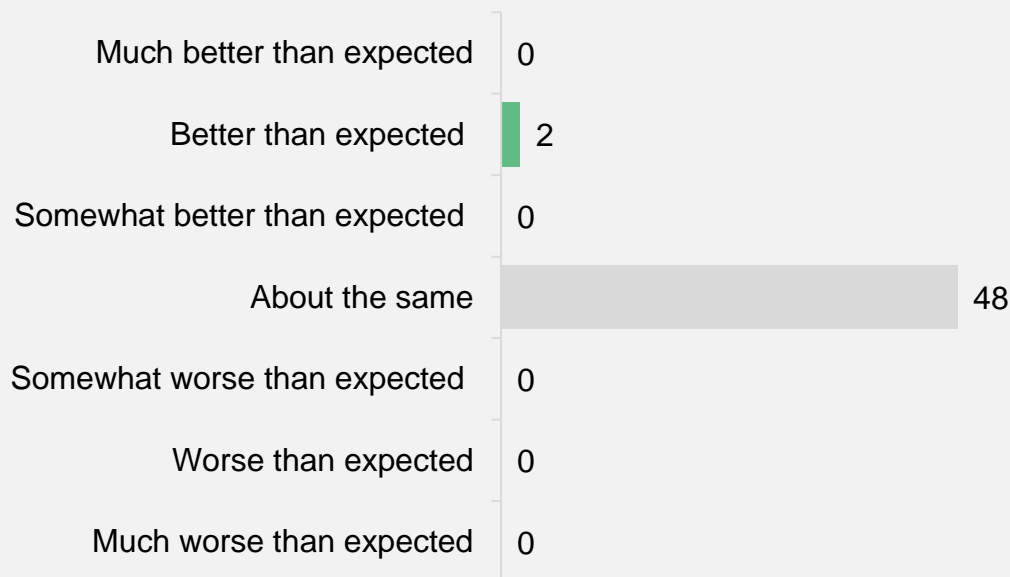 Much better than expected 0
Better than expected 2
Somewhat better than expected 0
About the same 48
Somewhat worse than expected 0
Worse than expected 0
Much worse than expected 0